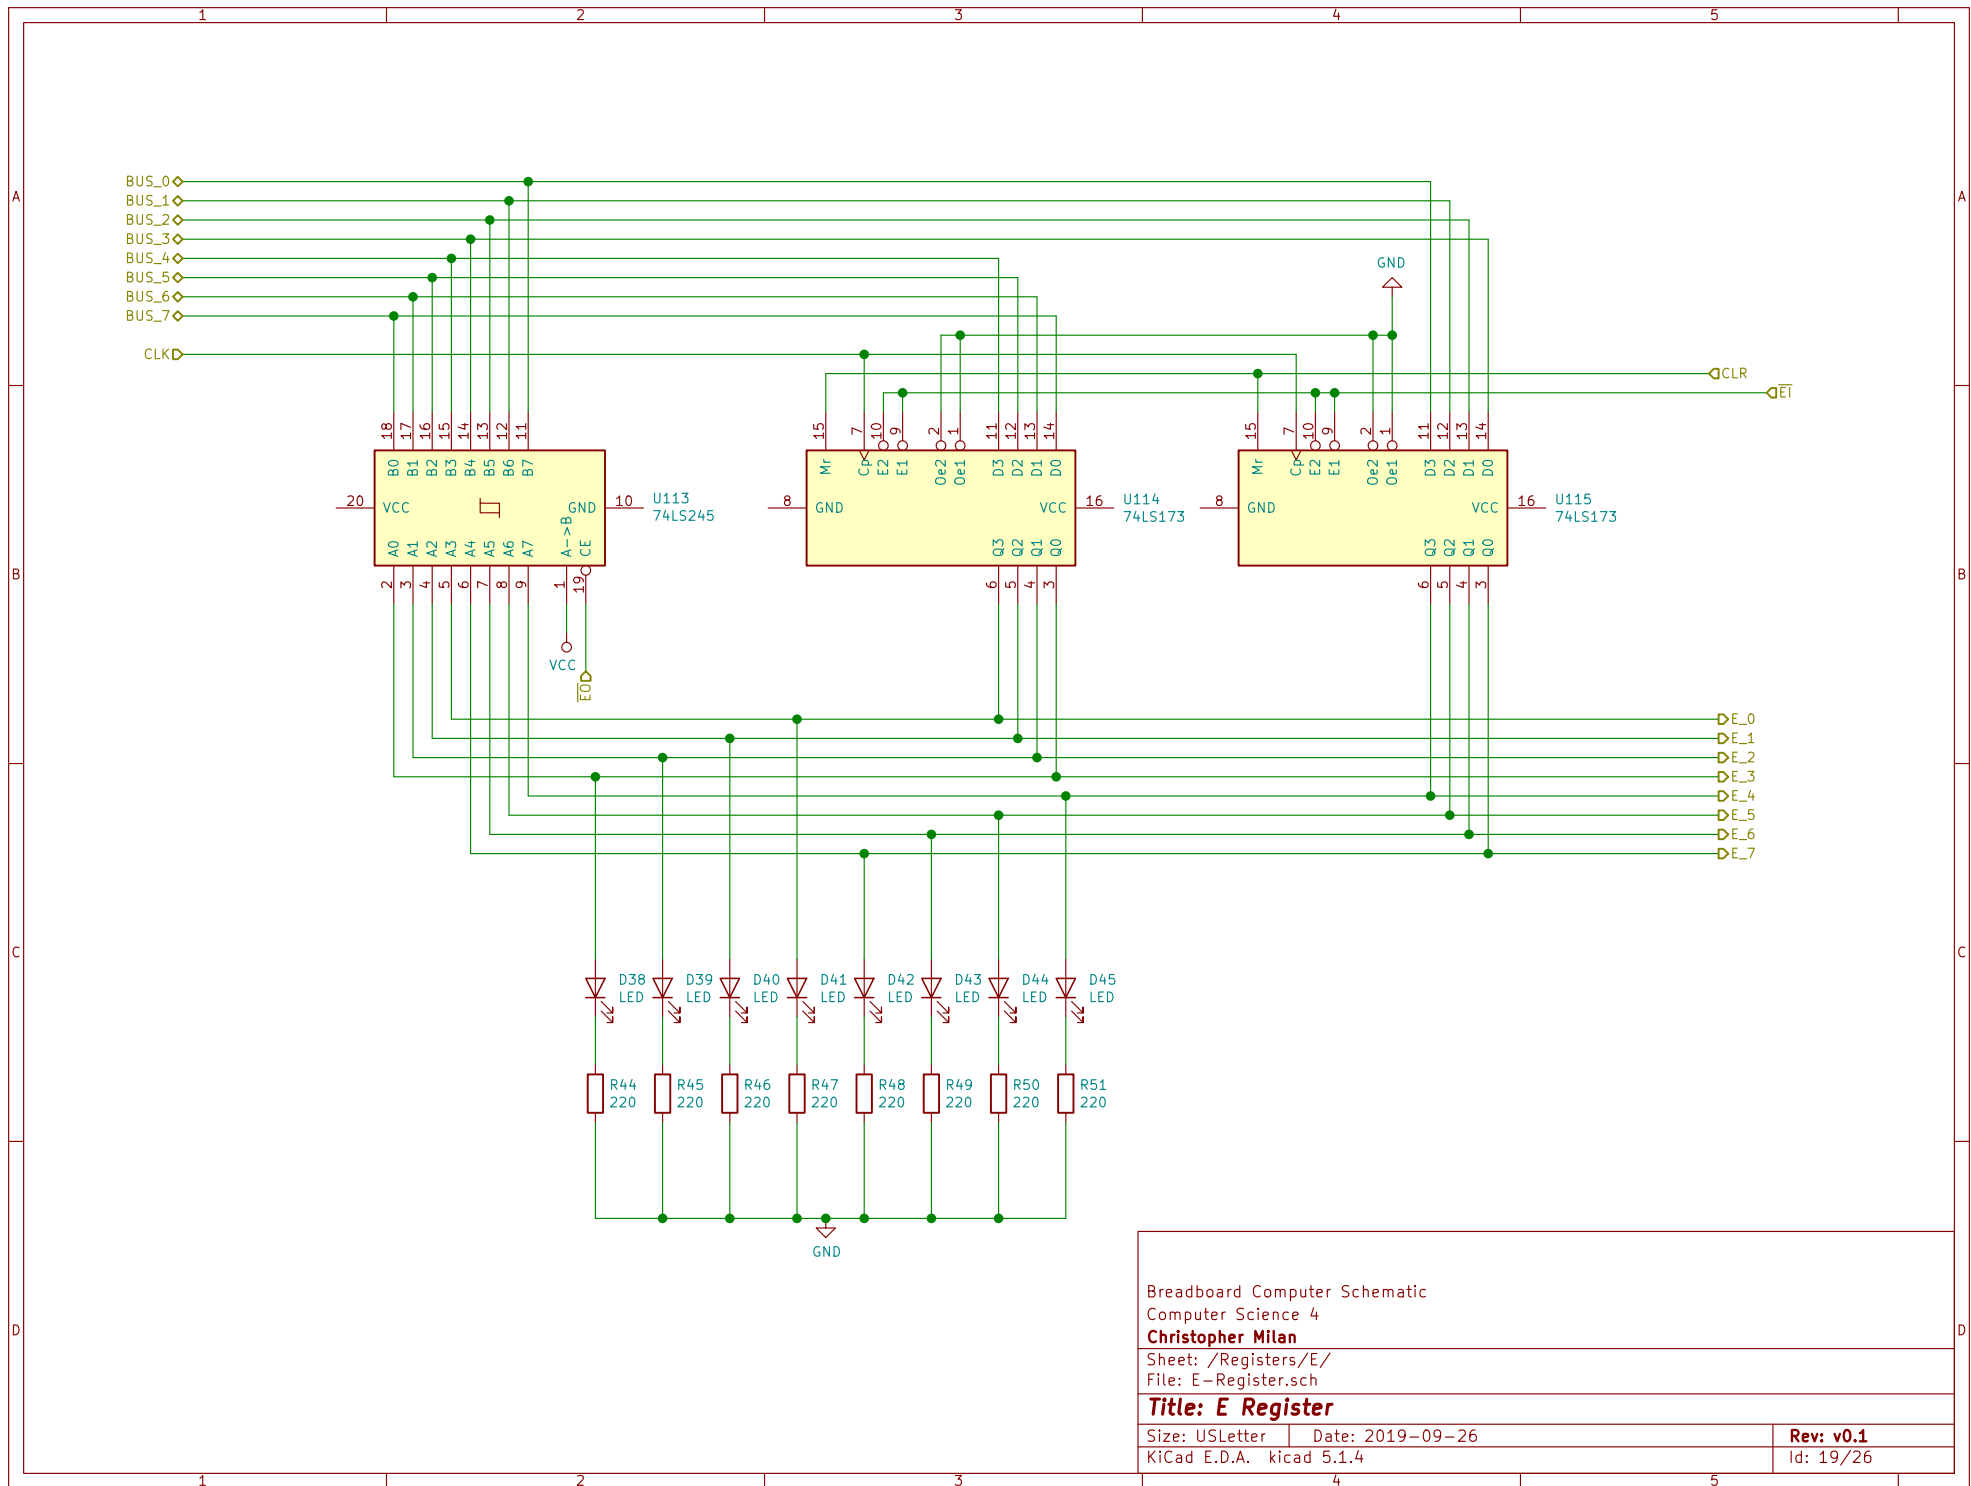 1 2 3 4 5
A A
BUS_0
BUS_1
BUS_2
BUS_3
BUS_4
BUS_5
BUS_6
BUS_7
GND
CLK
CLR
EI
18 17 16 15 14 13 12 11
15 7 10 9 2 1 11 12 13 14
15 7 10 9 2 1 11 12 13 14
B0 B1 B2 B3 B4 B5 B6 B7
Mr Cp E2 E1 Oe2 Oe1 D3 D2 D1 D0
Mr Cp E2 E1 Oe2 Oe1 D3 D2 D1 D0
20 VCC GND 10
U113
74LS245
8 GND VCC 16
U114
74LS173
8 GND VCC 16
U115
74LS173
A0 A1 A2 A3 A4 A5 A6 A7 A->B CE
Q3 Q2 Q1 Q0
Q3 Q2 Q1 Q0
B B
2 3 4 5 6 7 8 9 1 19
6 5 4 3
6 5 4 3
VCC
EO
E_0
E_1
E_2
E_3
E_4
E_5
E_6
E_7
C C
D38 D39 D40 D41 D42 D43 D44 D45
LED LED LED LED LED LED LED LED
R44 R45 R46 R47 R48 R49 R50 R51
220 220 220 220 220 220 220 220
GND
D D
Breadboard Computer Schematic
Computer Science 4
Christopher Milan
Sheet: /Registers/E/
File: E-Register.sch
Title: E Register
Size: USLetter Date: 2019-09-26 Rev: v0.1
KiCad E.D.A. kicad 5.1.4 Id: 19/26
1 2 3 4 5